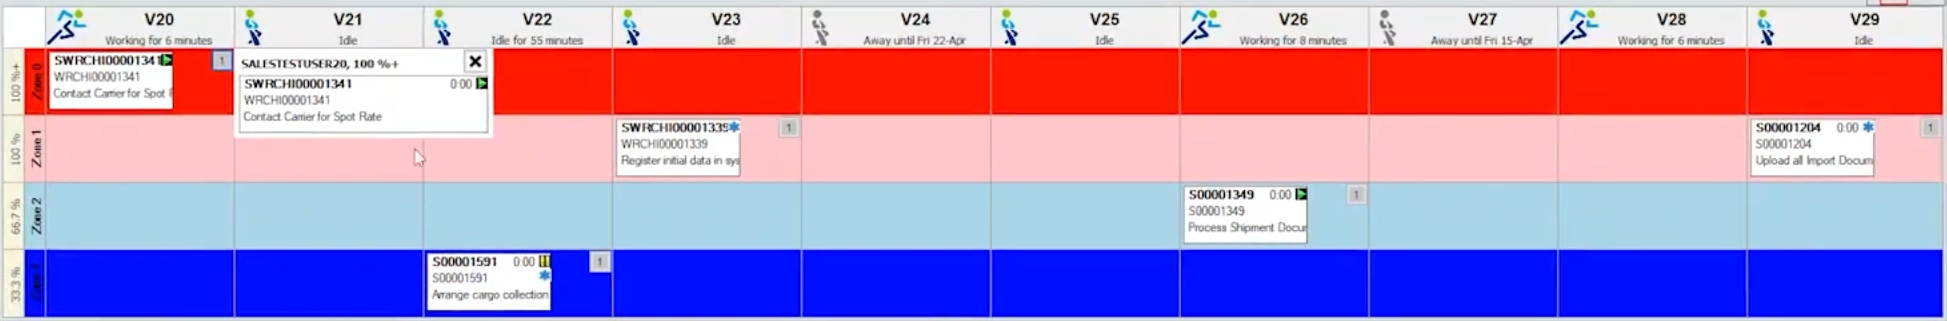 V20 V21 V22 V23 V24 V25 V26 V27 V28 V29
Working for 6 minutes Idle Idle for 55 minutes Idle Away until Fri 22-Apr Idle Working for 8 minutes Away until Fri 15-Apr Working for 6 minutes Idle
100 %+
Zone 0
SWRCHI00001341 1
WRCHI00001341
Contact Carrier for Spot
SALESTESTUSER20, 100 %+
SWRCHI00001341 0:00
WRCHI00001341
Contact Carrier for Spot Rate
100 %
Zone 1
SWRCHI00001339 1
WRCHI00001339
Register initial data in sys
S00001204 0:00 1
S00001204
Upload all Import Docum
66.7 %
Zone 2
S00001349 0:00 1
S00001349
Process Shipment Docu
33.3 %
S00001591 0:00 1
S00001591
Arrange cargo collection